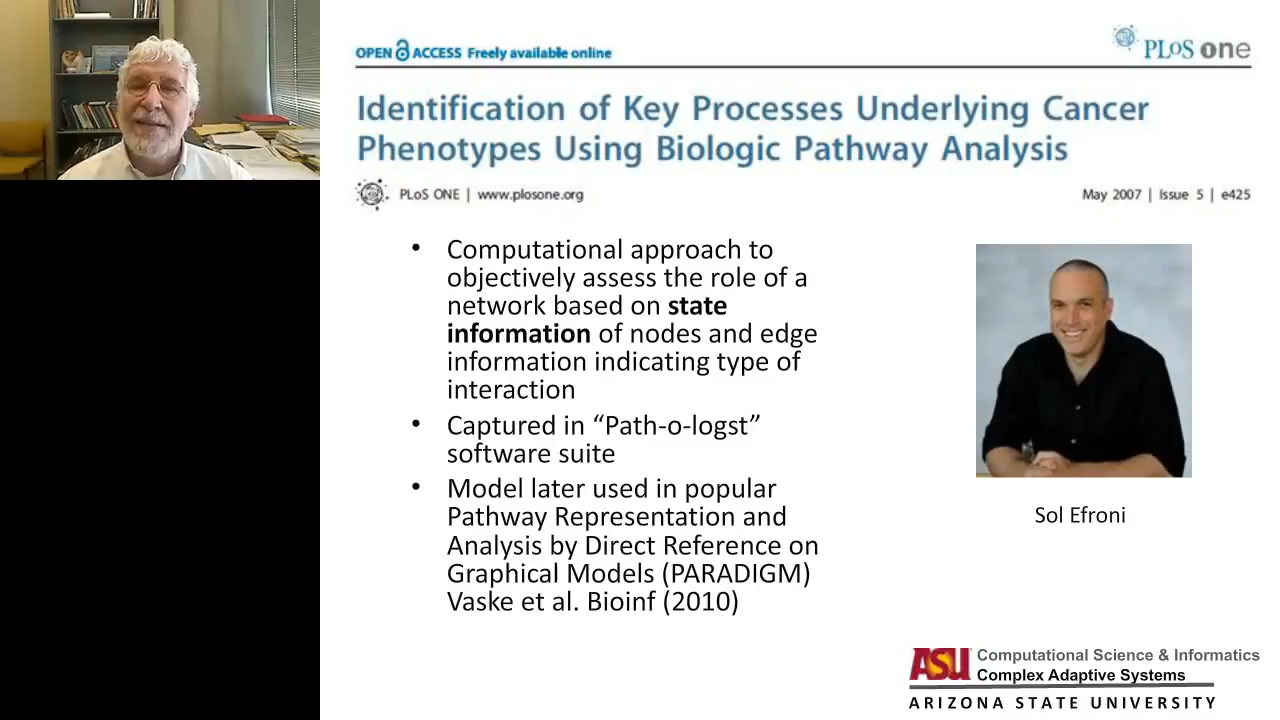 OPEN ACCESS Freely available online
PLoS one
Identification of Key Processes Underlying Cancer
Phenotypes Using Biologic Pathway Analysis
PLoS ONE | www.plosone.org
May 2007 | Issue 5 | e425
• Computational approach to
objectively assess the role of a
network based on state
information of nodes and edge
information indicating type of
interaction
• Captured in “Path-o-logst”
software suite
• Model later used in popular
Pathway Representation and
Analysis by Direct Reference on
Graphical Models (PARADIGM)
Vaske et al. Bioinf (2010)
Sol Efroni
ASU Computational Science & Informatics
Complex Adaptive Systems
ARIZONA STATE UNIVERSITY